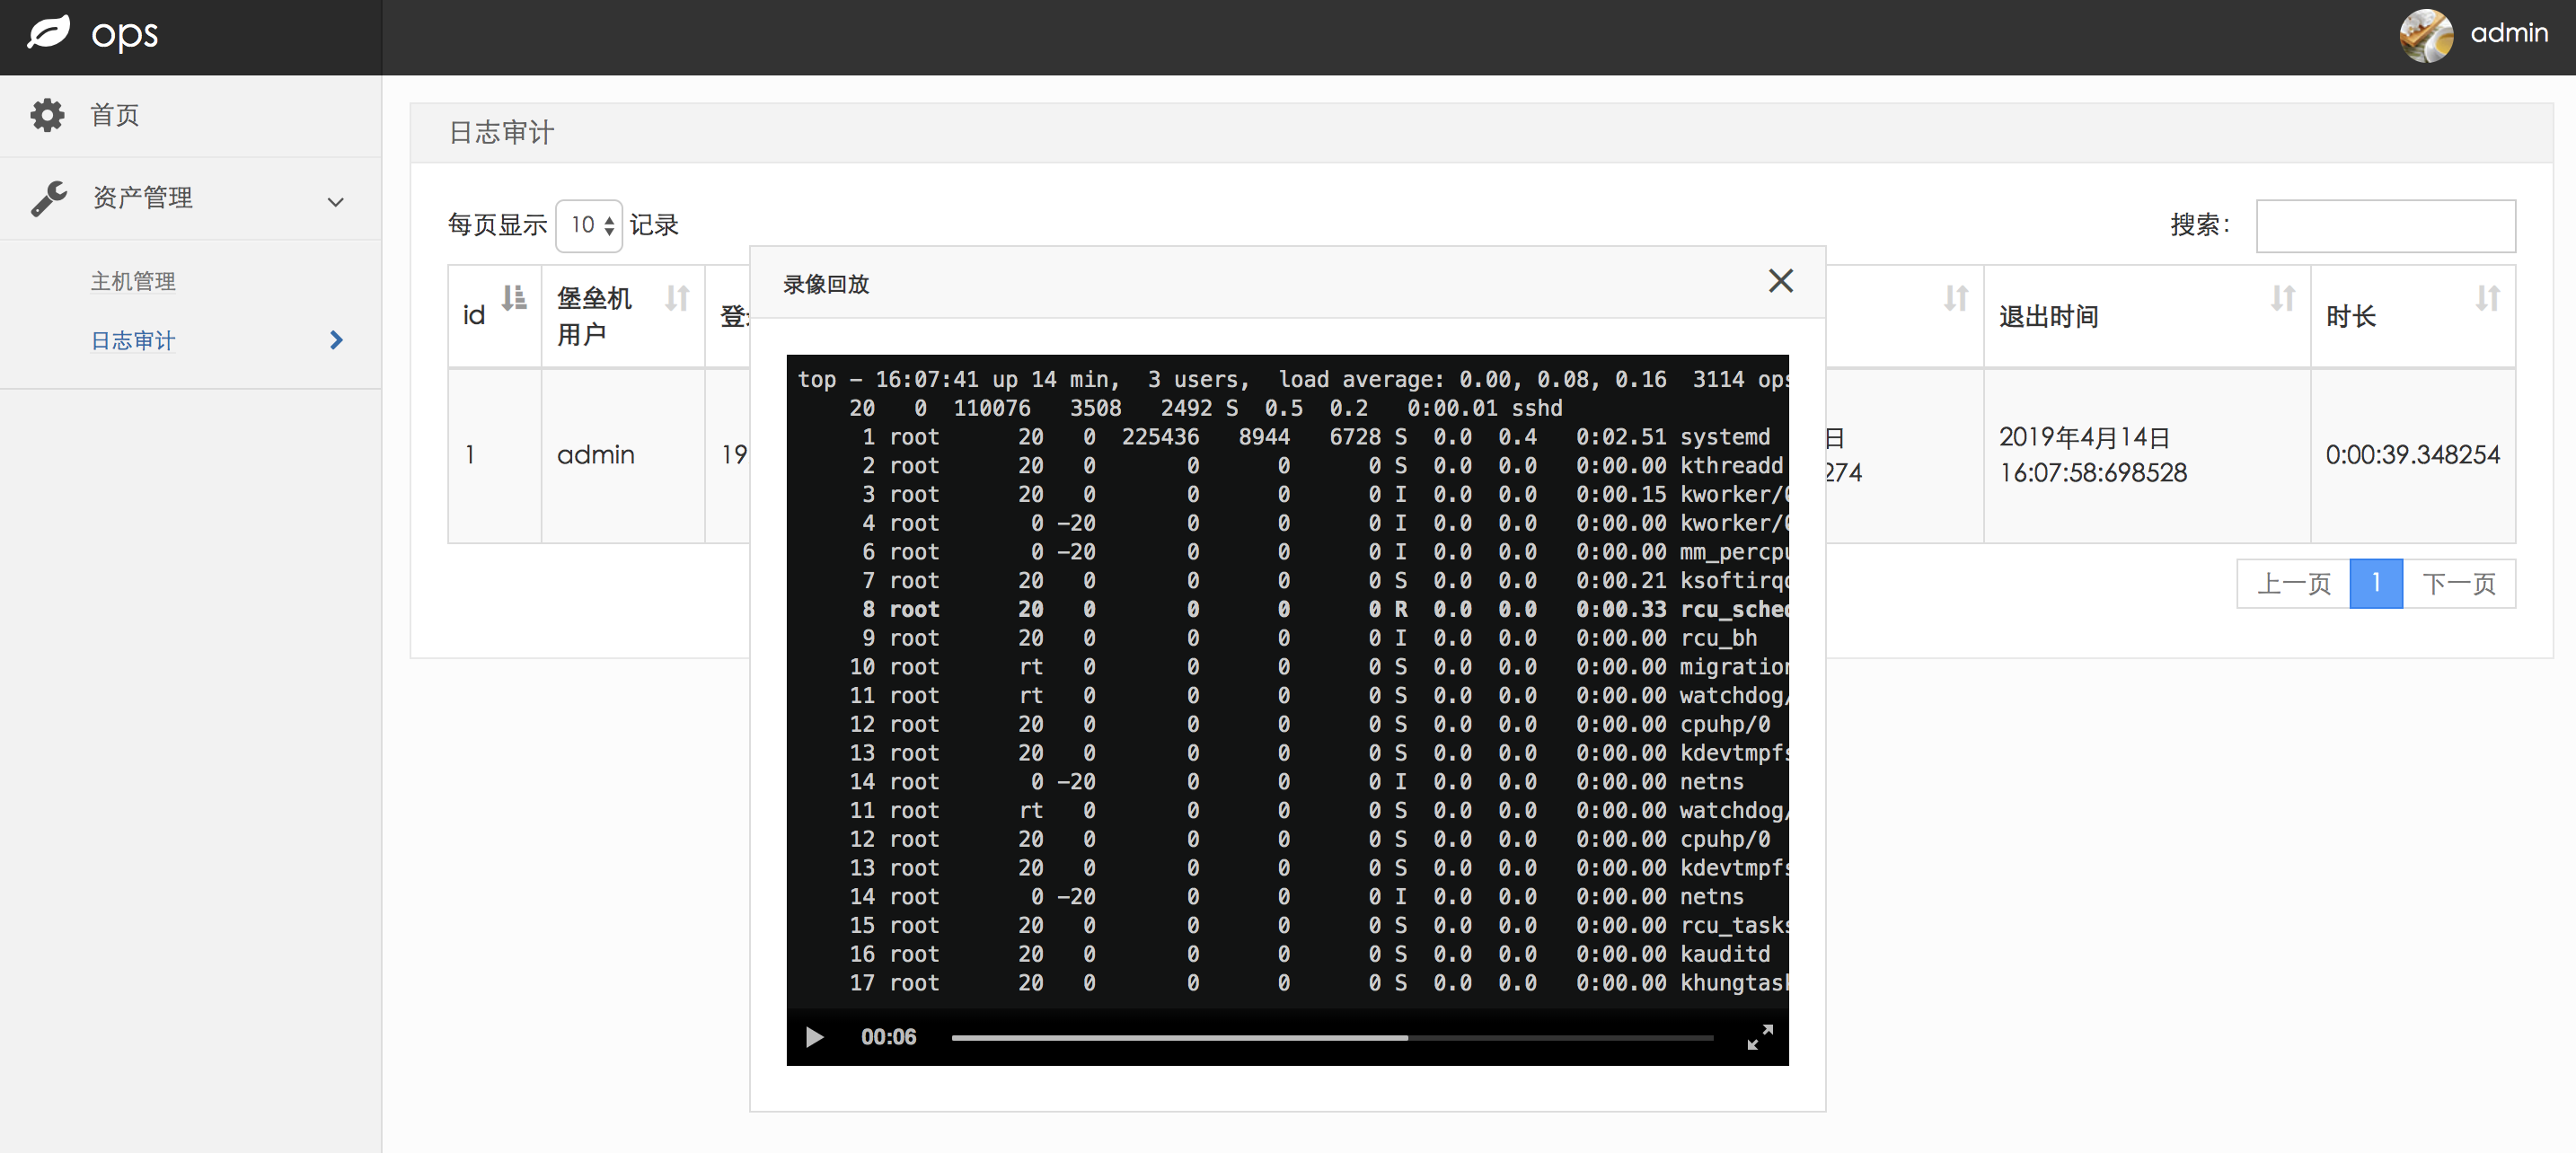 ops
admin
首页
资产管理
主机管理
日志审计
日志审计
每页显示 10 记录
搜索：
id 堡垒机用户 退出时间 时长
1 admin 19 日 274 2019年4月14日 16:07:58:698528 0:00:39.348254
上一页 1 下一页
录像回放
top - 16:07:41 up 14 min,  3 users,  load average: 0.00, 0.08, 0.16  3114 ops
20   0  110076   3508   2492 S  0.5  0.2   0:00.01 sshd
1 root      20   0  225436   8944   6728 S  0.0  0.4   0:02.51 systemd
2 root      20   0       0      0      0 S  0.0  0.0   0:00.00 kthreadd
3 root      20   0       0      0      0 I  0.0  0.0   0:00.15 kworker/0
4 root       0 -20       0      0      0 I  0.0  0.0   0:00.00 kworker/0
6 root       0 -20       0      0      0 I  0.0  0.0   0:00.00 mm_percpu
7 root      20   0       0      0      0 S  0.0  0.0   0:00.21 ksoftirqd
8 root      20   0       0      0      0 R  0.0  0.0   0:00.33 rcu_sched
9 root      20   0       0      0      0 I  0.0  0.0   0:00.00 rcu_bh
10 root      rt   0       0      0      0 S  0.0  0.0   0:00.00 migration
11 root      rt   0       0      0      0 S  0.0  0.0   0:00.00 watchdog/
12 root      20   0       0      0      0 S  0.0  0.0   0:00.00 cpuhp/0
13 root      20   0       0      0      0 S  0.0  0.0   0:00.00 kdevtmpfs
14 root       0 -20       0      0      0 I  0.0  0.0   0:00.00 netns
11 root      rt   0       0      0      0 S  0.0  0.0   0:00.00 watchdog/
12 root      20   0       0      0      0 S  0.0  0.0   0:00.00 cpuhp/0
13 root      20   0       0      0      0 S  0.0  0.0   0:00.00 kdevtmpfs
14 root       0 -20       0      0      0 I  0.0  0.0   0:00.00 netns
15 root      20   0       0      0      0 S  0.0  0.0   0:00.00 rcu_tasks
16 root      20   0       0      0      0 S  0.0  0.0   0:00.00 kauditd
17 root      20   0       0      0      0 S  0.0  0.0   0:00.00 khungtask
00:06